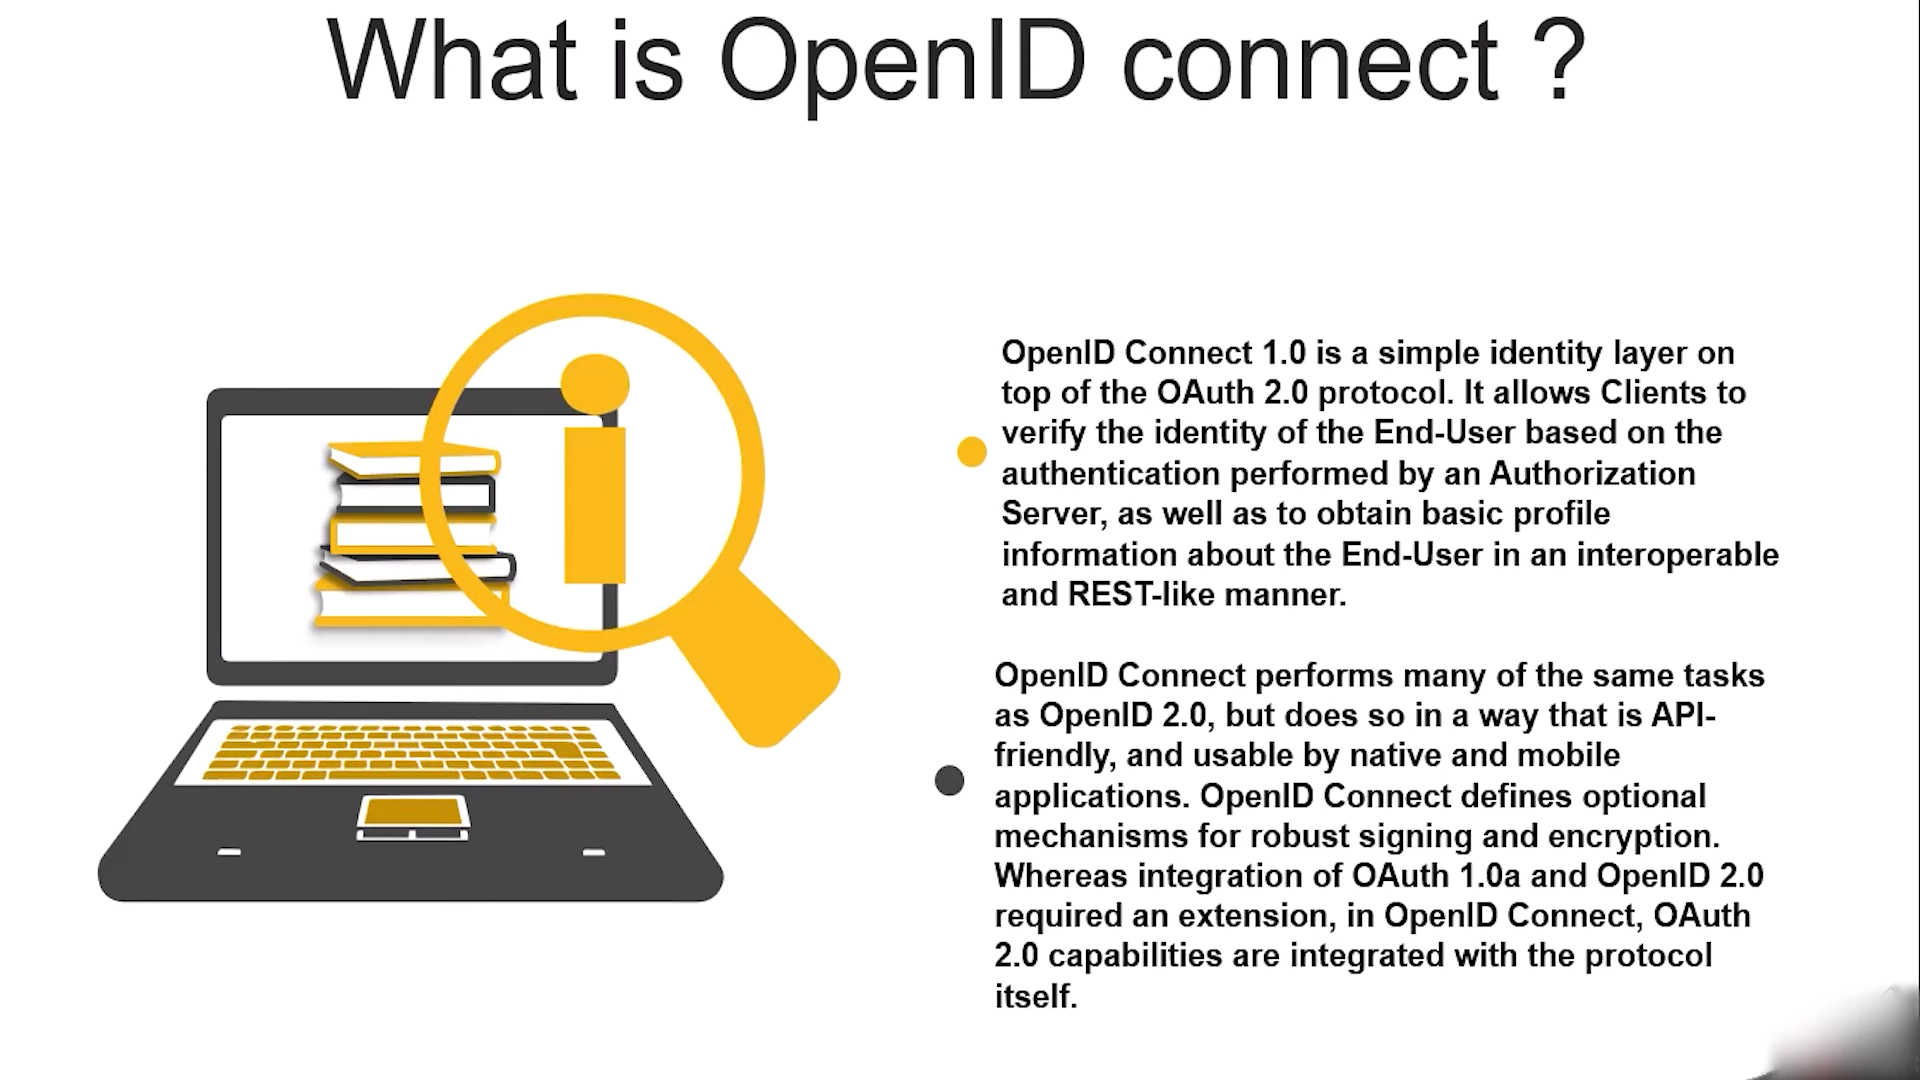 What is OpenID connect ?
OpenID Connect 1.0 is a simple identity layer on
top of the OAuth 2.0 protocol. It allows Clients to
verify the identity of the End-User based on the
authentication performed by an Authorization
Server, as well as to obtain basic profile
information about the End-User in an interoperable
and REST-like manner.
OpenID Connect performs many of the same tasks
as OpenID 2.0, but does so in a way that is API-
friendly, and usable by native and mobile
applications. OpenID Connect defines optional
mechanisms for robust signing and encryption.
Whereas integration of OAuth 1.0a and OpenID 2.0
required an extension, in OpenID Connect, OAuth
2.0 capabilities are integrated with the protocol
itself.